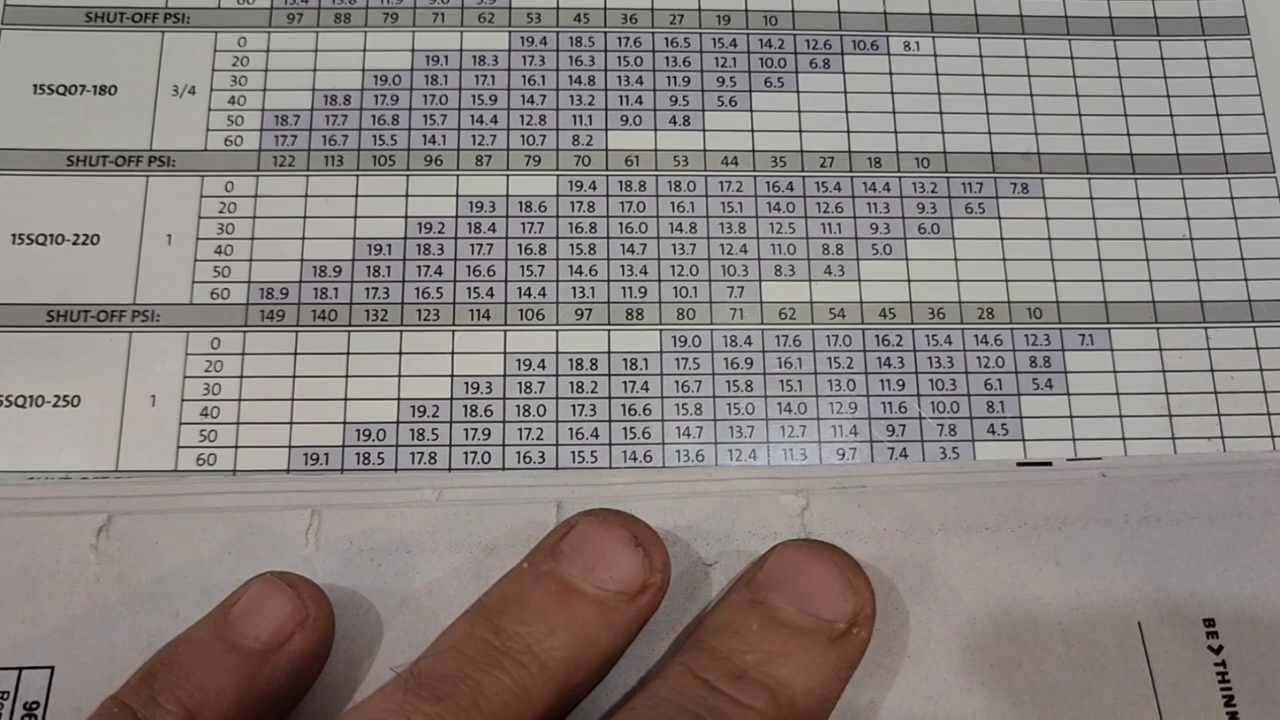 SHUT-OFF PSI: 97 88 79 71 62 53 45 36 27 19 10
0 19.4 18.5 17.6 16.5 15.4 14.2 12.6 10.6 8.1
20 19.1 18.3 17.3 16.3 15.0 13.6 12.1 10.0 6.8
15SQ07-180 3/4 30 19.0 18.1 17.1 16.1 14.8 13.4 11.9 9.5 6.5
40 18.8 17.9 17.0 15.9 14.7 13.2 11.4 9.5 5.6
50 18.7 17.7 16.8 15.7 14.4 12.8 11.1 9.0 4.8
60 17.7 16.7 15.5 14.1 12.7 10.7 8.2
SHUT-OFF PSI: 122 113 105 96 87 79 70 61 53 44 35 27 18 10
0 19.4 18.8 18.0 17.2 16.4 15.4 14.4 13.2 11.7 7.8
20 19.3 18.6 17.8 17.0 16.1 15.1 14.0 12.6 11.3 9.3 6.5
15SQ10-220 1 30 19.2 18.4 17.7 16.8 16.0 14.8 13.8 12.5 11.1 9.3 6.0
40 19.1 18.3 17.7 16.8 15.8 14.7 13.7 12.4 11.0 8.8 5.0
50 18.9 18.1 17.4 16.6 15.7 14.6 13.4 12.0 10.3 8.3 4.3
60 18.9 18.1 17.3 16.5 15.4 14.4 13.1 11.9 10.1 7.7
SHUT-OFF PSI: 149 140 132 123 114 106 97 88 80 71 62 54 45 36 28 10
0 19.0 18.4 17.6 17.0 16.2 15.4 14.6 12.3 7.1
20 19.4 18.8 18.1 17.5 16.9 16.1 15.2 14.3 13.3 12.0 8.8
30 19.3 18.7 18.2 17.4 16.7 15.8 15.1 13.0 11.9 10.3 6.1 5.4
5SQ10-250 1 40 19.2 18.6 18.0 17.3 16.6 15.8 15.0 14.0 12.9 11.6 10.0 8.1
50 19.0 18.5 17.9 17.2 16.4 15.6 14.7 13.7 12.7 11.4 9.7 7.8 4.5
60 19.1 18.5 17.8 17.0 16.3 15.5 14.6 13.6 12.4 11.3 9.7 7.4 3.5
BE>THINK